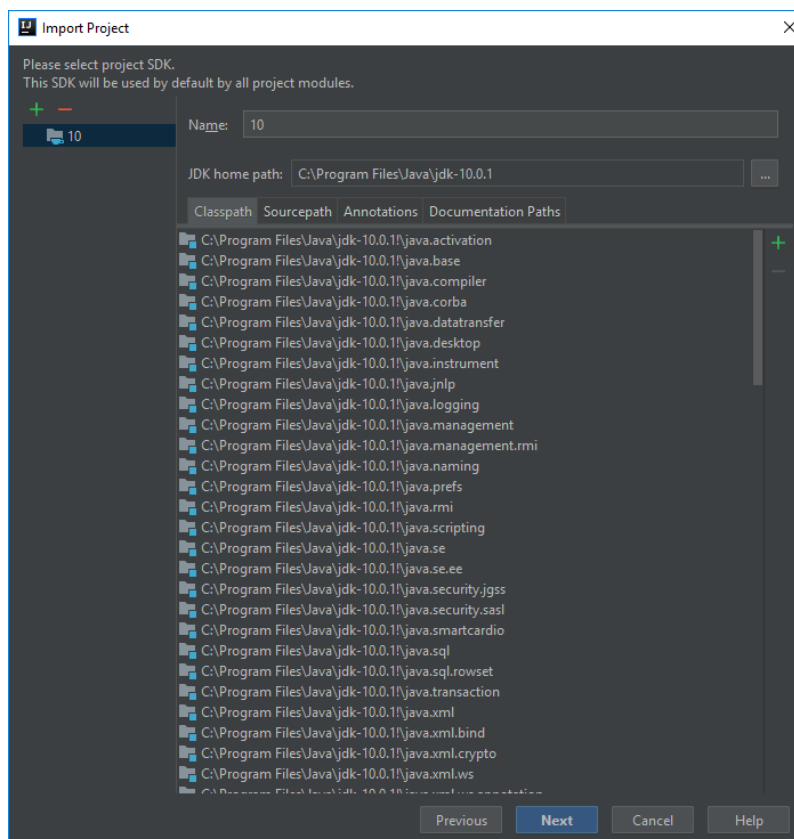 Import Project
Please select project SDK.
This SDK will be used by default by all project modules.
10
Name: 10
JDK home path: C:\Program Files\Java\jdk-10.0.1 ...
Classpath Sourcepath Annotations Documentation Paths
C:\Program Files\Java\jdk-10.0.1!\java.activation
C:\Program Files\Java\jdk-10.0.1!\java.base
C:\Program Files\Java\jdk-10.0.1!\java.compiler
C:\Program Files\Java\jdk-10.0.1!\java.corba
C:\Program Files\Java\jdk-10.0.1!\java.datatransfer
C:\Program Files\Java\jdk-10.0.1!\java.desktop
C:\Program Files\Java\jdk-10.0.1!\java.instrument
C:\Program Files\Java\jdk-10.0.1!\java.jnlp
C:\Program Files\Java\jdk-10.0.1!\java.logging
C:\Program Files\Java\jdk-10.0.1!\java.management
C:\Program Files\Java\jdk-10.0.1!\java.management.rmi
C:\Program Files\Java\jdk-10.0.1!\java.naming
C:\Program Files\Java\jdk-10.0.1!\java.prefs
C:\Program Files\Java\jdk-10.0.1!\java.rmi
C:\Program Files\Java\jdk-10.0.1!\java.scripting
C:\Program Files\Java\jdk-10.0.1!\java.se
C:\Program Files\Java\jdk-10.0.1!\java.se.ee
C:\Program Files\Java\jdk-10.0.1!\java.security.jgss
C:\Program Files\Java\jdk-10.0.1!\java.security.sasl
C:\Program Files\Java\jdk-10.0.1!\java.smartcardio
C:\Program Files\Java\jdk-10.0.1!\java.sql
C:\Program Files\Java\jdk-10.0.1!\java.sql.rowset
C:\Program Files\Java\jdk-10.0.1!\java.transaction
C:\Program Files\Java\jdk-10.0.1!\java.xml
C:\Program Files\Java\jdk-10.0.1!\java.xml.bind
C:\Program Files\Java\jdk-10.0.1!\java.xml.crypto
C:\Program Files\Java\jdk-10.0.1!\java.xml.ws
C:\Program Files\Java\jdk-10.0.1!\java.xml.ws.annotation
Previous Next Cancel Help